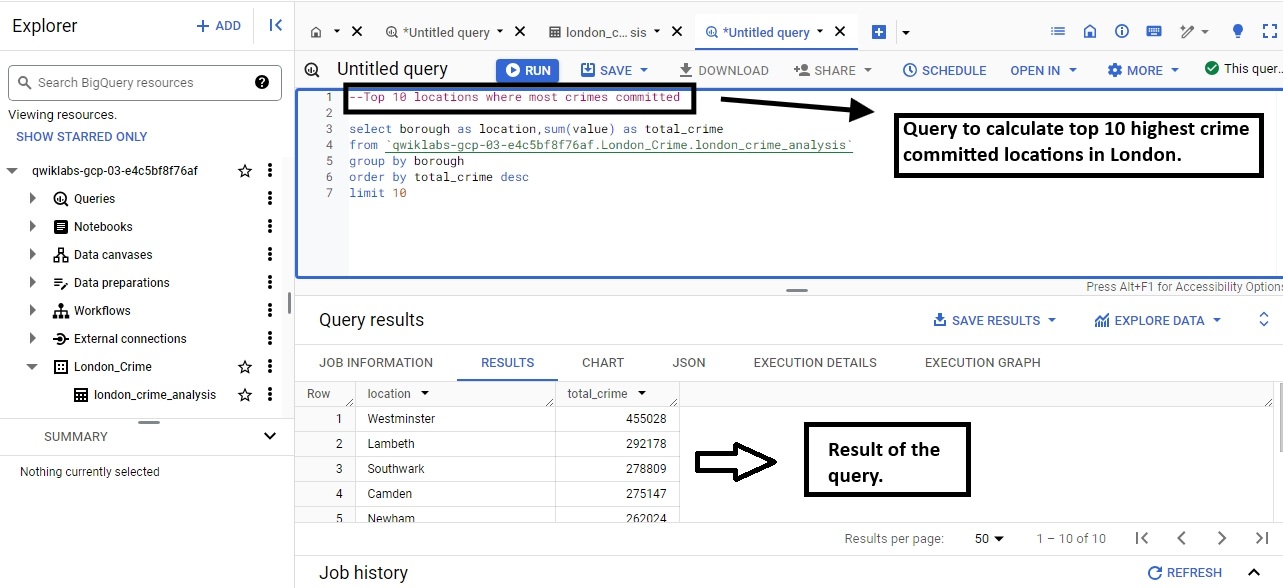 Explorer
+ ADD
Search BigQuery resources
Viewing resources.
SHOW STARRED ONLY
qwiklabs-gcp-03-e4c5bf8f76af
Queries
Notebooks
Data canvases
Data preparations
Workflows
External connections
London_Crime
london_crime_analysis
SUMMARY
Nothing currently selected
*Untitled query
london_c... sis
*Untitled query
Untitled query
RUN
SAVE
DOWNLOAD
SHARE
SCHEDULE
OPEN IN
MORE
This quer..
1 --Top 10 locations where most crimes committed
2
3 select borough as location,sum(value) as total_crime
4 from `qwiklabs-gcp-03-e4c5bf8f76af.London_Crime.london_crime_analysis`
5 group by borough
6 order by total_crime desc
7 limit 10
Query to calculate top 10 highest crime
committed locations in London.
Press Alt+F1 for Accessibility Options
Query results
SAVE RESULTS
EXPLORE DATA
JOB INFORMATION
RESULTS
CHART
JSON
EXECUTION DETAILS
EXECUTION GRAPH
Row location total_crime
1 Westminster 455028
2 Lambeth 292178
3 Southwark 278809
4 Camden 275147
5 Newham 262024
Result of the
query.
Results per page: 50 1 – 10 of 10
Job history
REFRESH